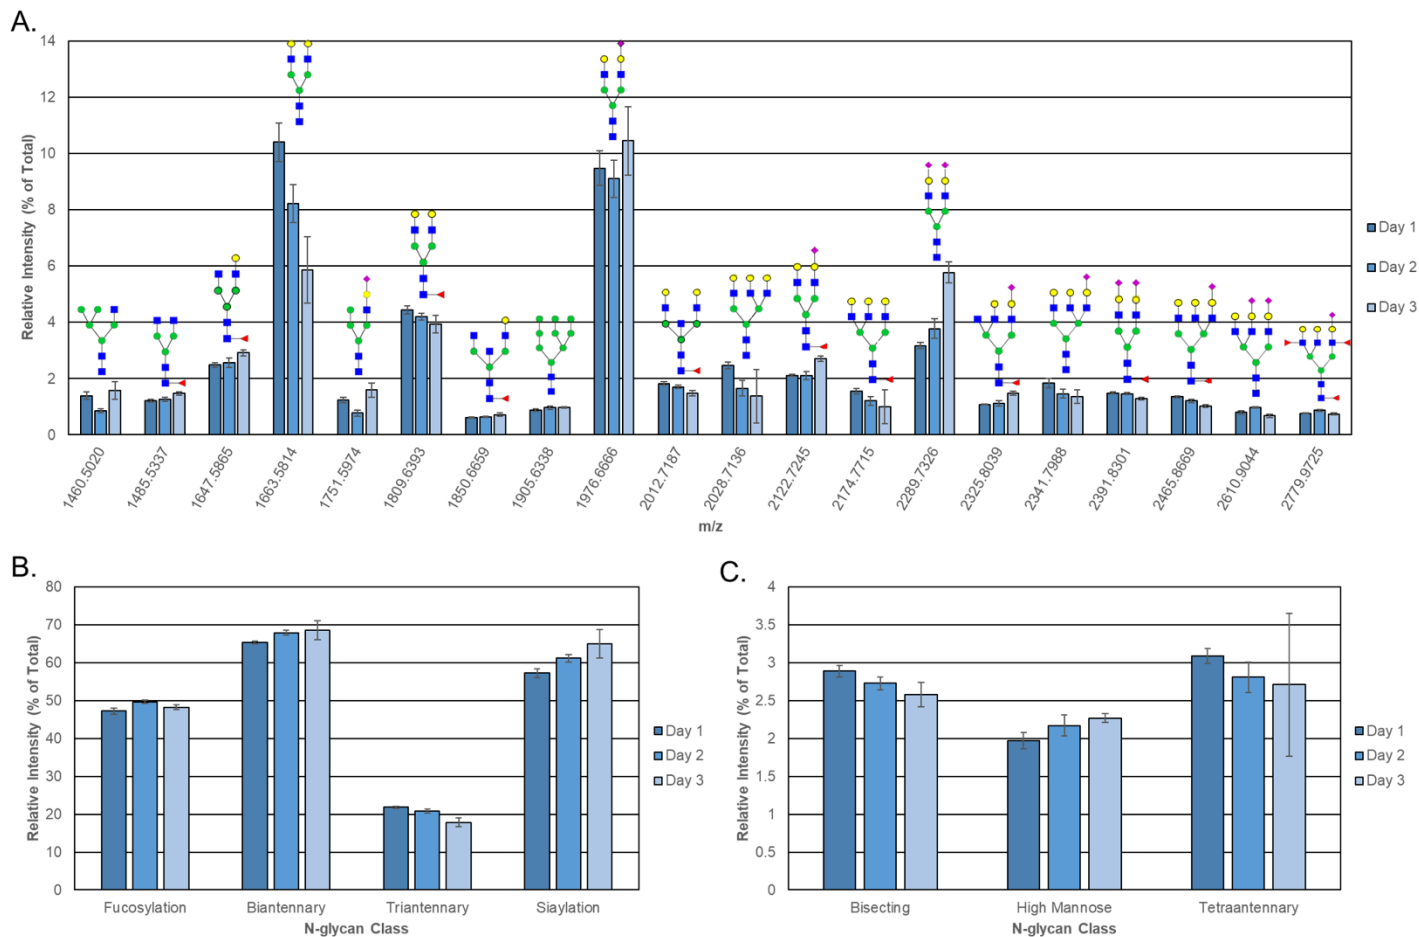 A.
14
12
10
8
6
4
2
0
Relative Intensity (% of Total)
1460.5020
1485.5337
1647.5865
1663.5814
1751.5974
1809.6393
1850.6659
1905.6338
1976.6666
2012.7187
2028.7136
2122.7245
2174.7715
2289.7326
2325.8039
2341.7988
2391.8301
2465.8669
2610.9044
2779.9725
m/z
Day 1
Day 2
Day 3
B.
80
70
60
50
40
30
20
10
0
Relative Intensity (% of Total)
Fucosylation
Biantennary
Triantennary
Siaylation
N-glycan Class
Day 1
Day 2
Day 3
C.
4
3.5
3
2.5
2
1.5
1
0.5
0
Relative Intensity (% of Total)
Bisecting
High Mannose
Tetraantennary
N-glycan Class
Day 1
Day 2
Day 3